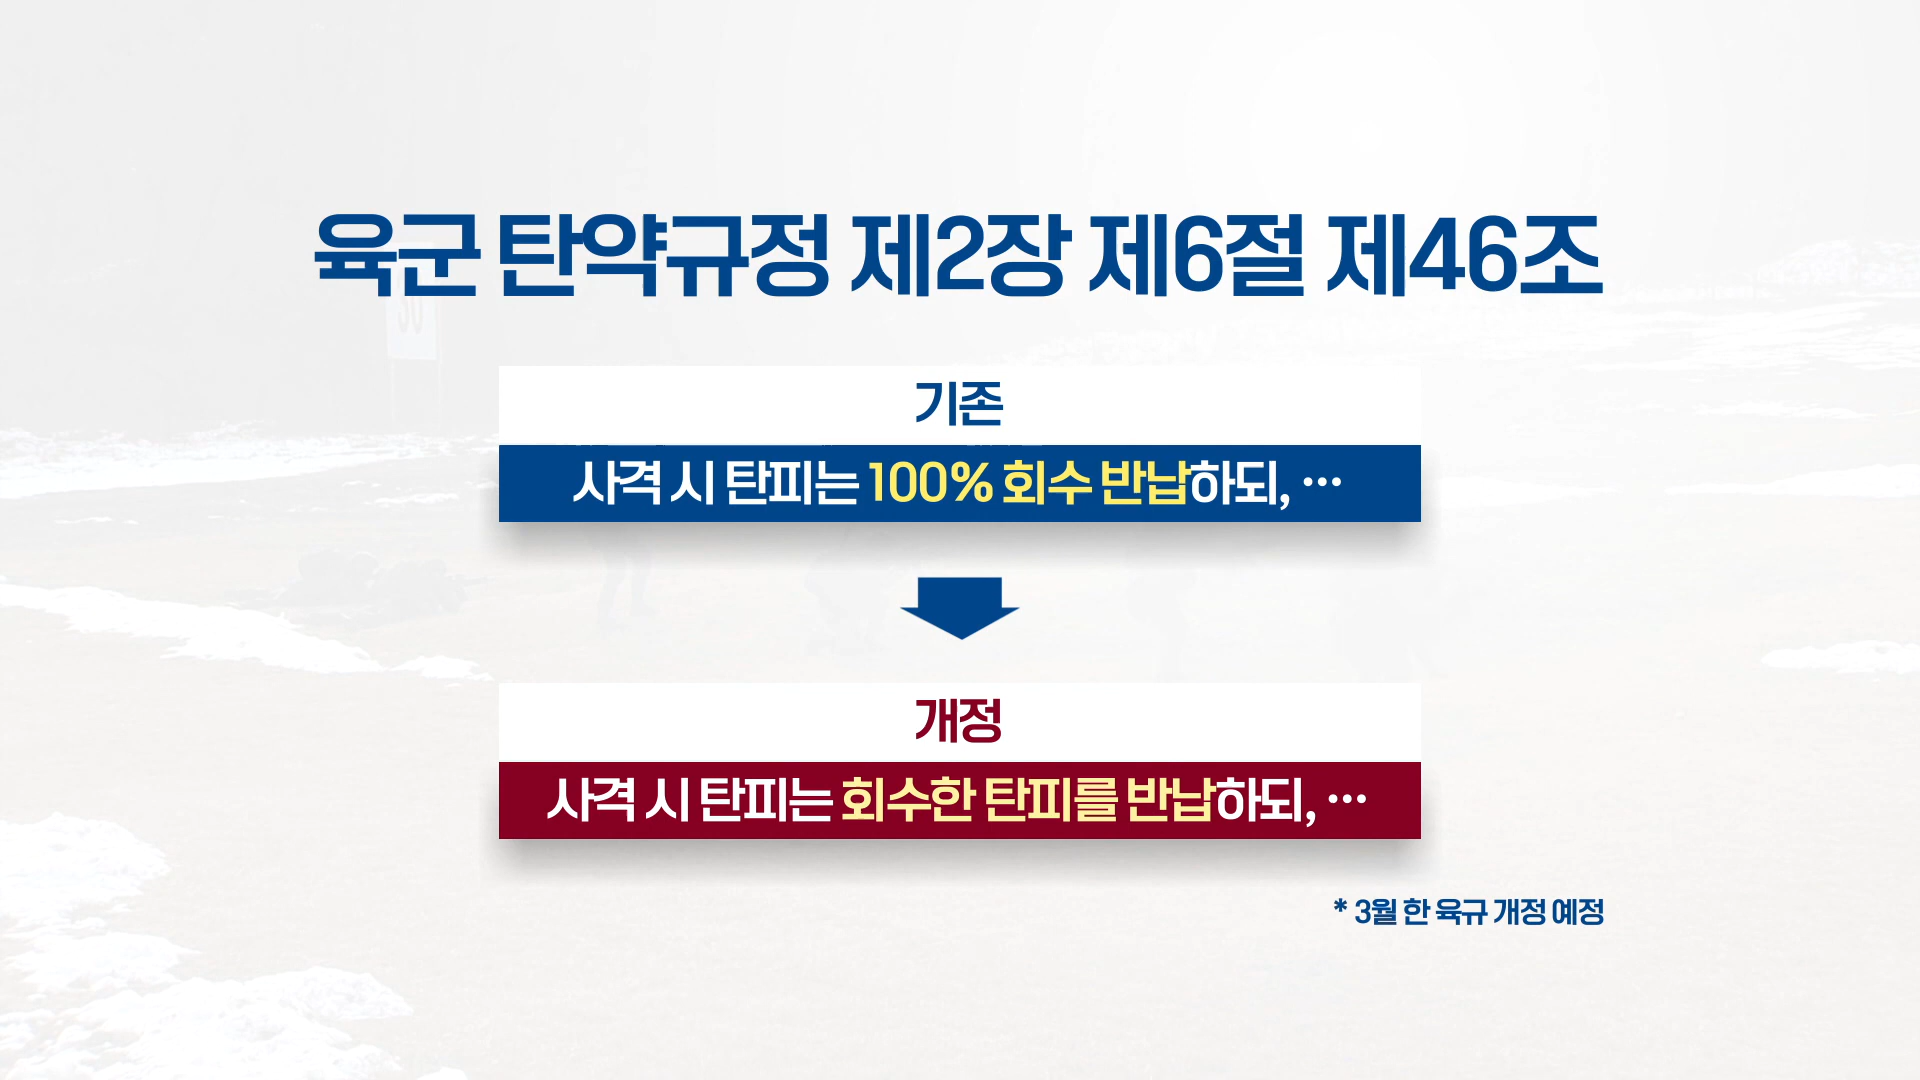 육군 탄약규정 제2장 제6절 제46조
30
기존
사격 시 탄피는 100% 회수 반납하되, ···
개정
사격 시 탄피는 회수한 탄피를 반납하되, ···
* 3월 한 육규 개정 예정